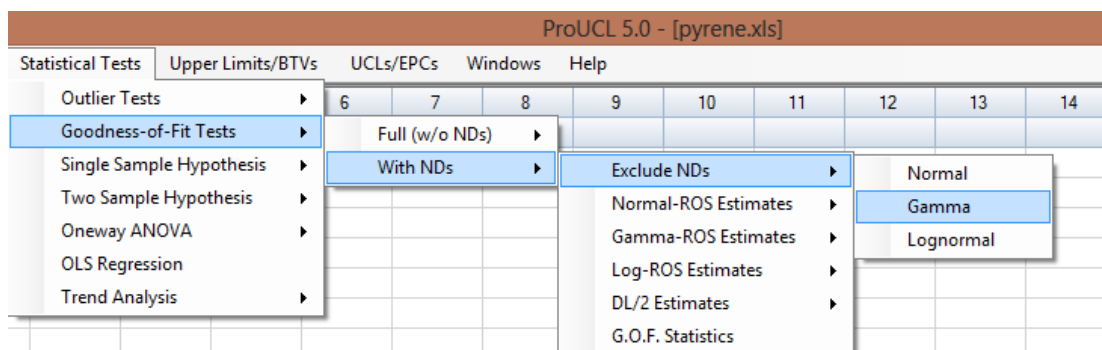 ProUCL 5.0 - [pyrene.xls]
Statistical Tests Upper Limits/BTVs UCLs/EPCs Windows Help
Outlier Tests 6 7 8 9 10 11 12 13 14
Goodness-of-Fit Tests Full (w/o NDs)
Single Sample Hypothesis With NDs Exclude NDs Normal
Two Sample Hypothesis Normal-ROS Estimates Gamma
Oneway ANOVA Gamma-ROS Estimates Lognormal
OLS Regression Log-ROS Estimates
Trend Analysis DL/2 Estimates
G.O.F. Statistics